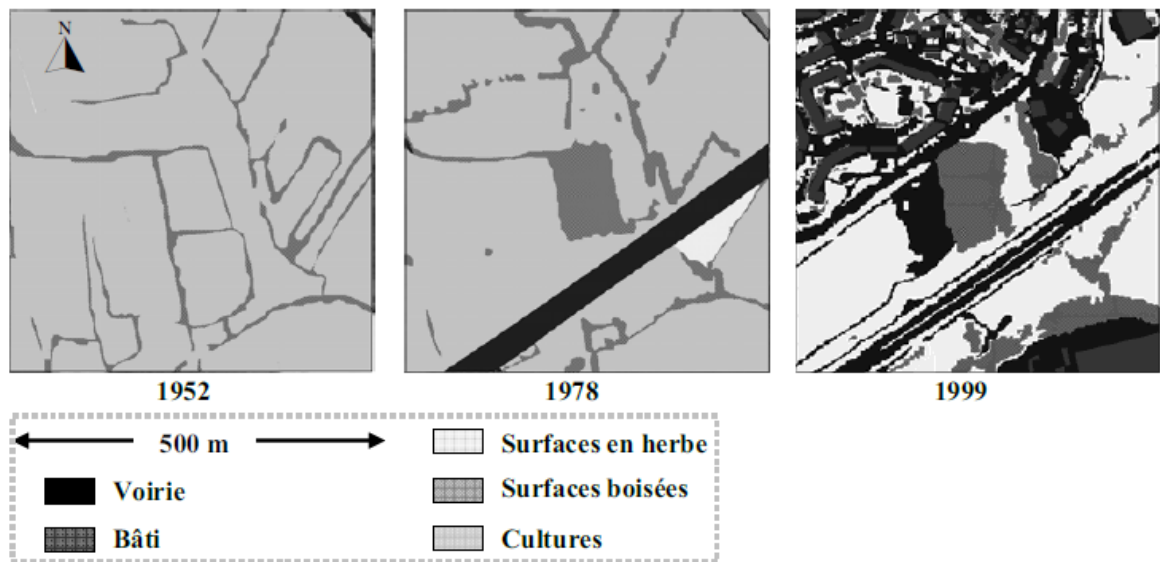 N
1952
1978
1999
500 m
Surfaces en herbe
Voirie
Surfaces boisées
Bâti
Cultures